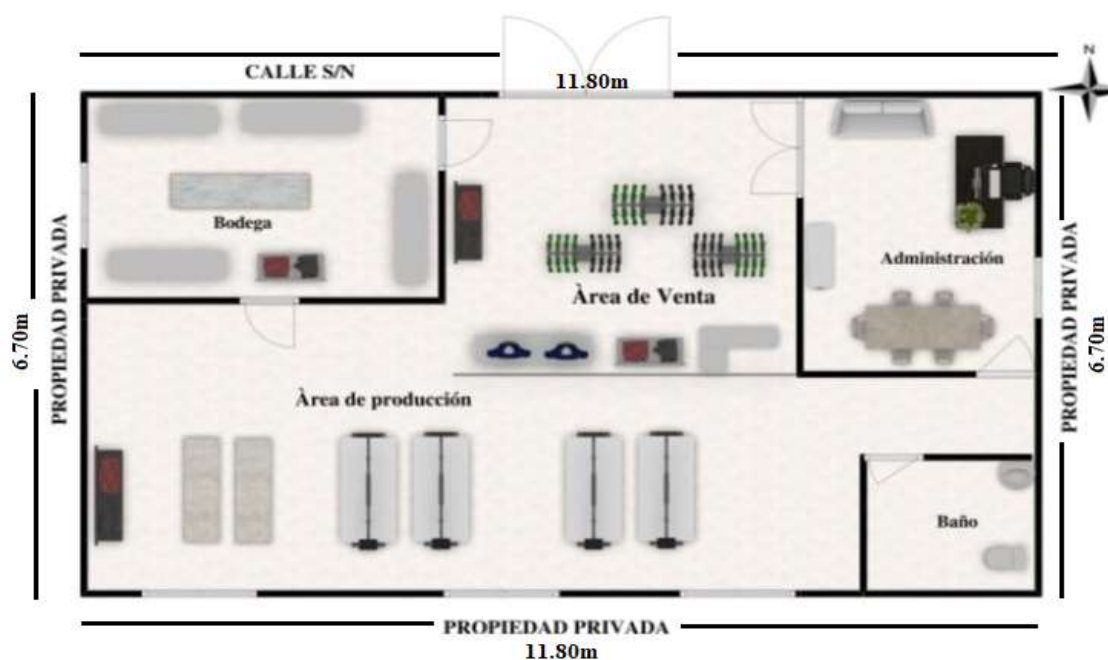 N
CALLE S/N
11.80m
Bodega
Àrea de Venta
Administración
PROPIEDAD PRIVADA
6.70m
PROPIEDAD PRIVADA
6.70m
Àrea de producción
Baño
PROPIEDAD PRIVADA
11.80m